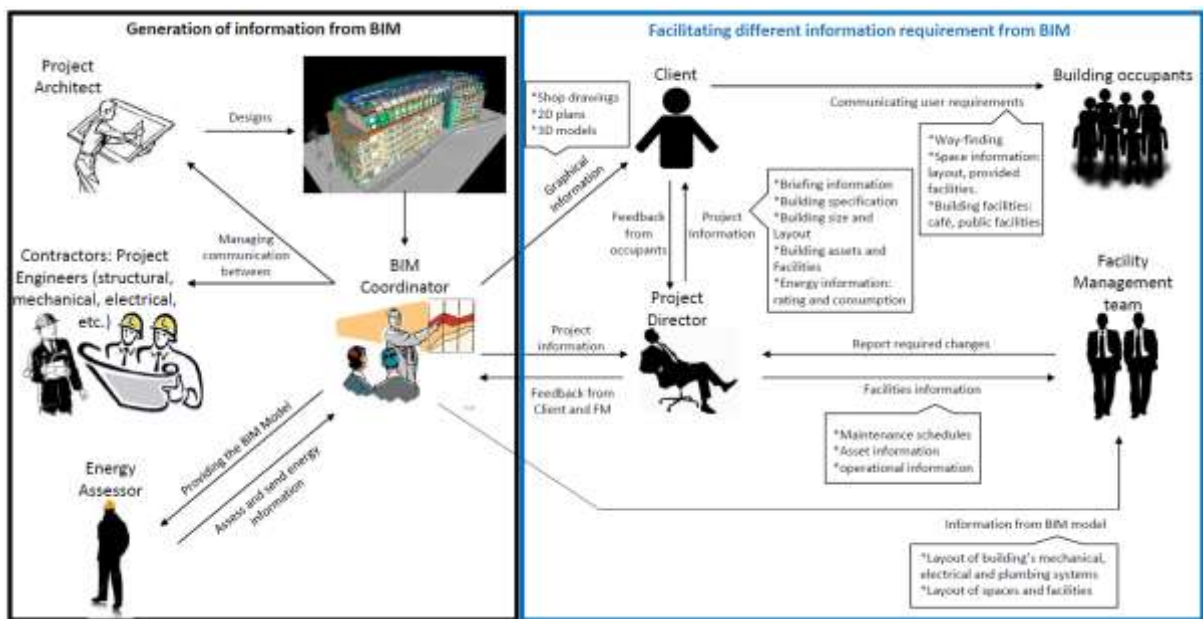 Generation of information from BIM
Project
Architect
Designs
Managing
communication
between
Contractors: Project
Engineers (structural,
mechanical, electrical,
etc.)
BIM
Coordinator
Providing the BIM Model
Assess and send energy
information
Energy
Assessor
Facilitating different information requirement from BIM
Client
Building occupants
*Shop drawings
*2D plans
*3D models
Communicating user requirements
*Way-finding
*Space information:
layout, provided
facilities.
*Building facilities:
café, public facilities
Graphical
information
Feedback
from
occupants
Project
Information
*Briefing information
*Building specification
*Building size and
Layout
*Building assets and
Facilities
*Energy information:
rating and consumption
Project
Director
Facility
Management
team
Project
information
Feedback from
Client and FM
Report required changes
Facilities information
*Maintenance schedules
*Asset information
*operational information
Information from BIM model
*Layout of building's mechanical,
electrical and plumbing systems
*Layout of spaces and facilities